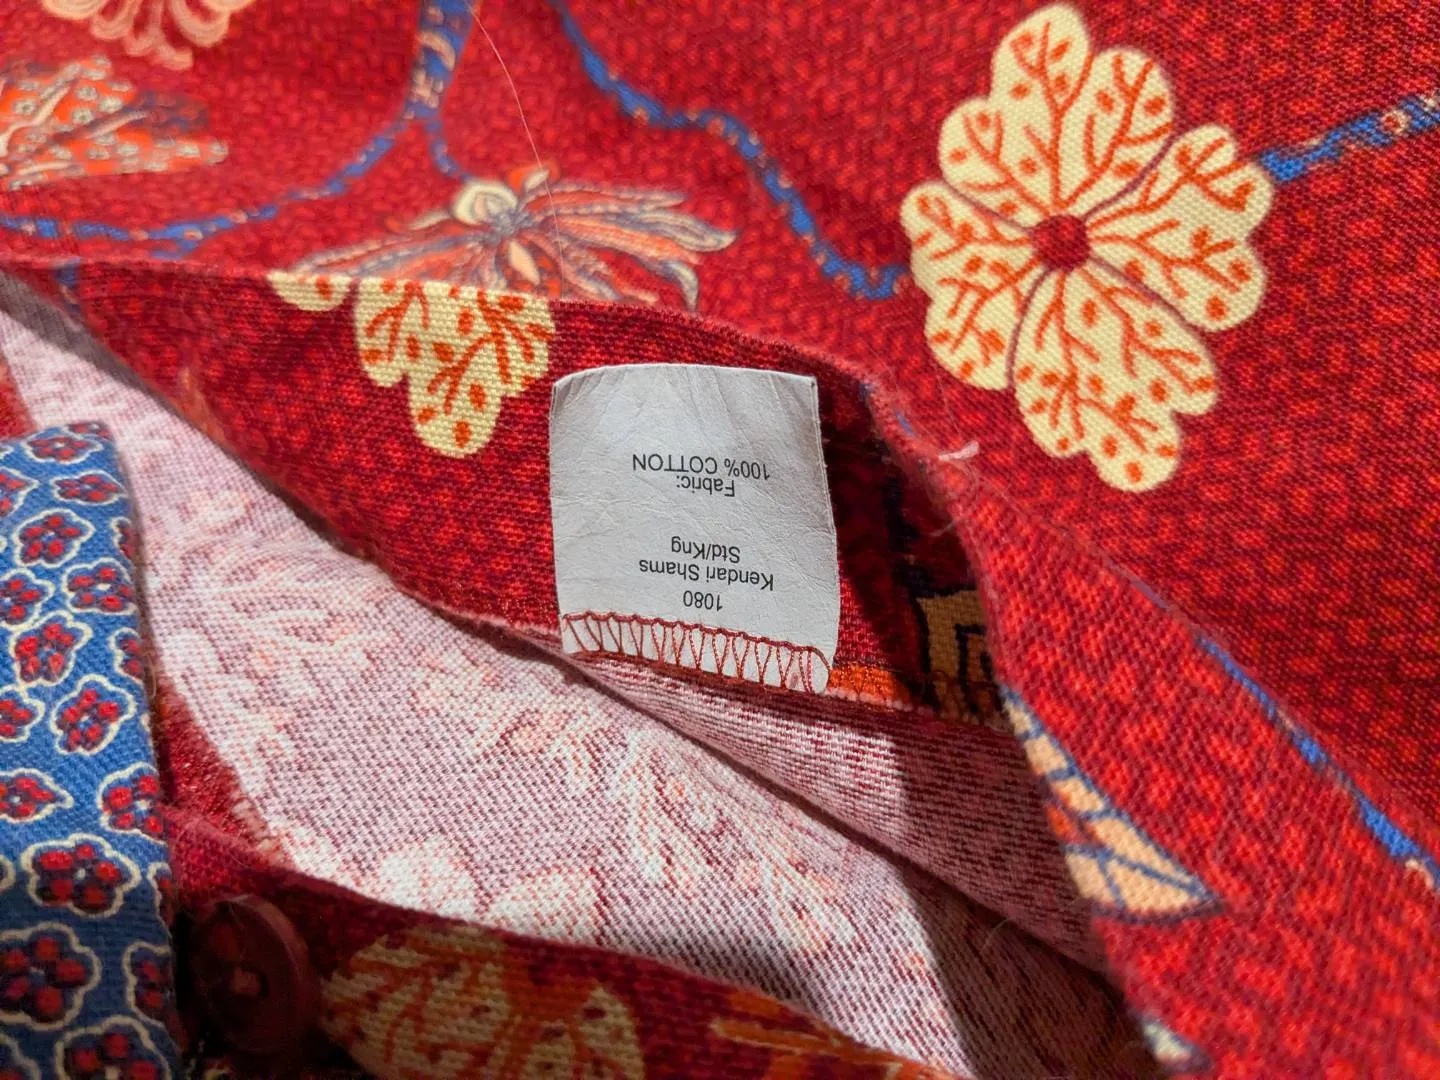 1080
Kendari Shams
Std/Kng
Fabric:
100% COTTON